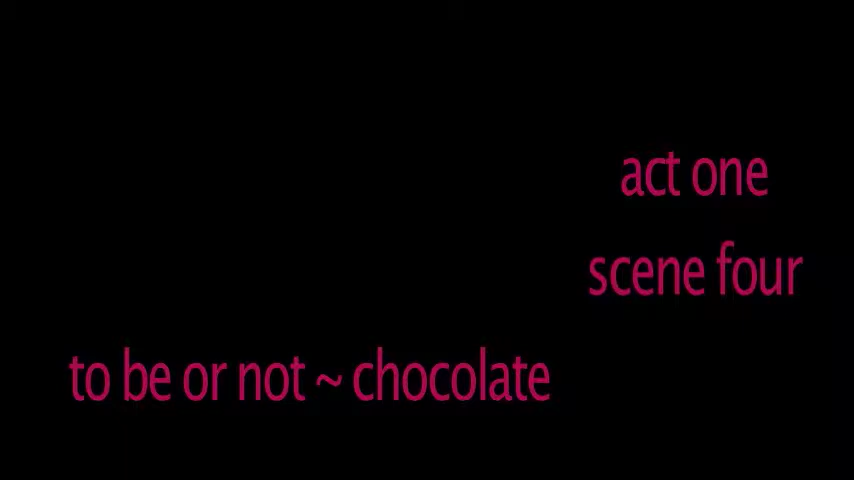 act one
scene four
to be or not ~ chocolate